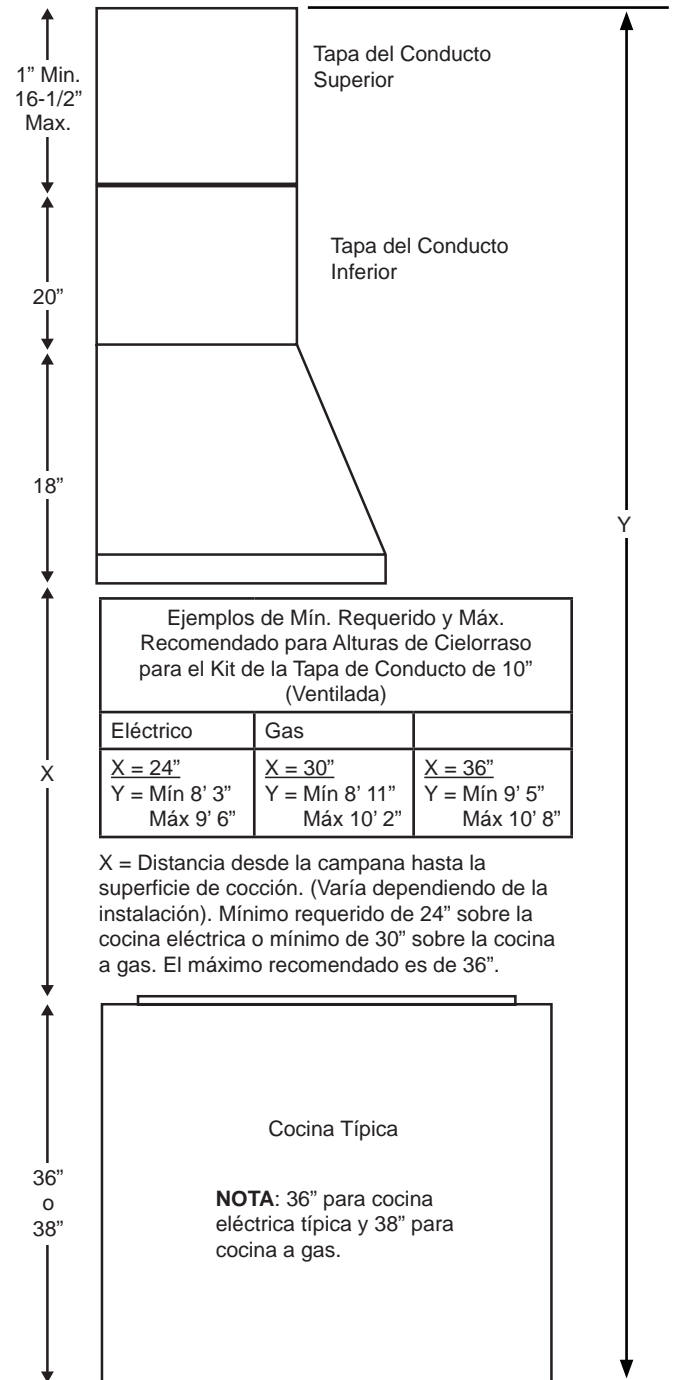 1” Min.
16-1/2”
Max.
Tapa del Conducto
Superior
20”
Tapa del Conducto
Inferior
18”
Y
Ejemplos de Mín. Requerido y Máx.
Recomendado para Alturas de Cielorraso
para el Kit de la Tapa de Conducto de 10”
(Ventilada)
Eléctrico Gas
X = 24” X = 30” X = 36”
Y = Mín 8’ 3” Y = Mín 8’ 11” Y = Mín 9’ 5”
Máx 9’ 6” Máx 10’ 2” Máx 10’ 8”
X
X = Distancia desde la campana hasta la
superficie de cocción. (Varía dependiendo de la
instalación). Mínimo requerido de 24” sobre la
cocina eléctrica o mínimo de 30” sobre la cocina
a gas. El máximo recomendado es de 36”.
Cocina Típica
36”
o
38”
NOTA: 36” para cocina
eléctrica típica y 38” para
cocina a gas.